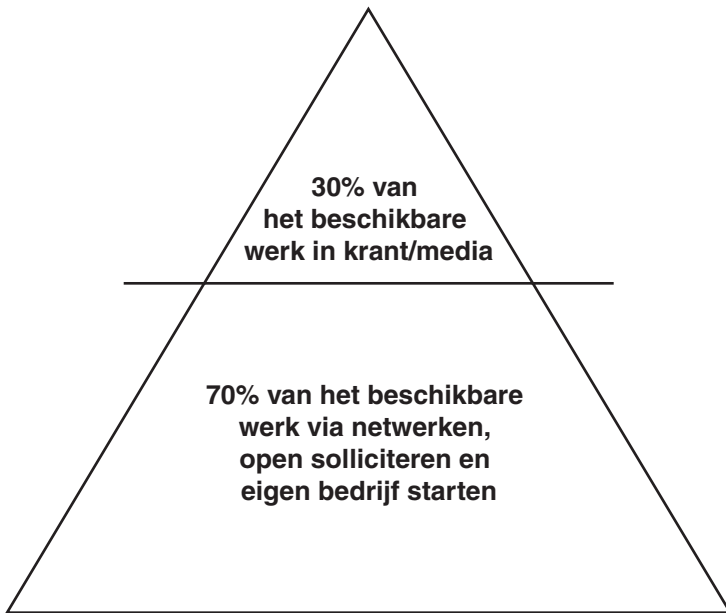 30% van
het beschikbare
werk in krant/media
70% van het beschikbare
werk via netwerken,
open solliciteren en
eigen bedrijf starten